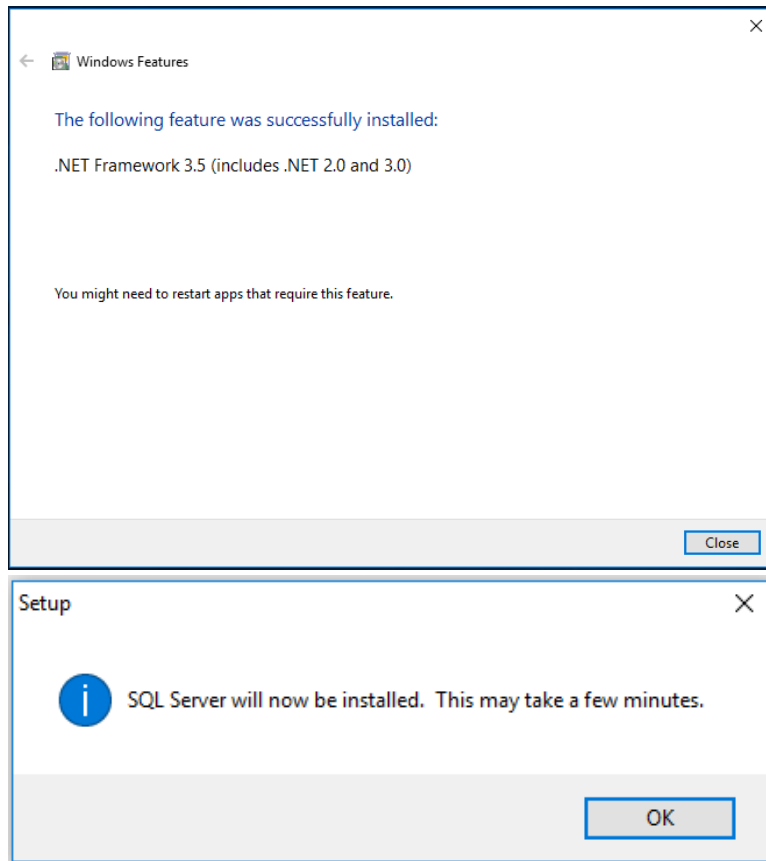 Windows Features
The following feature was successfully installed:
.NET Framework 3.5 (includes .NET 2.0 and 3.0)
You might need to restart apps that require this feature.
Close
Setup
SQL Server will now be installed. This may take a few minutes.
OK